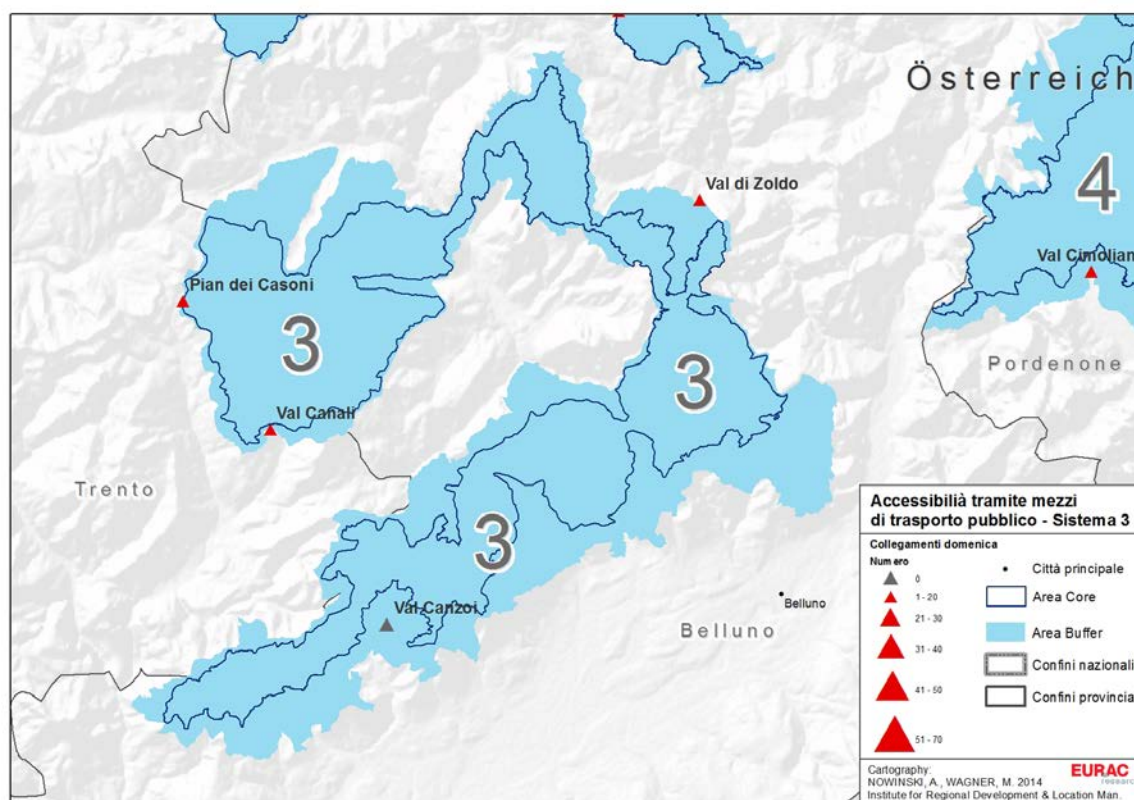 Österreich
4
Val di Zoldo
Val Cimolian
Pian dei Casoni
3
3
Pordenone
Val Canali
Trento
3
Val Canzoi
Belluno
Belluno
Accessibilià tramite mezzi
di trasporto pubblico - Sistema 3
Collegamenti domenica
Numero
0
1 - 20
21 - 30
31 - 40
41 - 50
51 - 70
Città principale
Area Core
Area Buffer
Confini nazionali
Confini provincia
Cartography:
NOWINSKI, A., WAGNER, M. 2014
Institute for Regional Development & Location Man.
EURAC
research